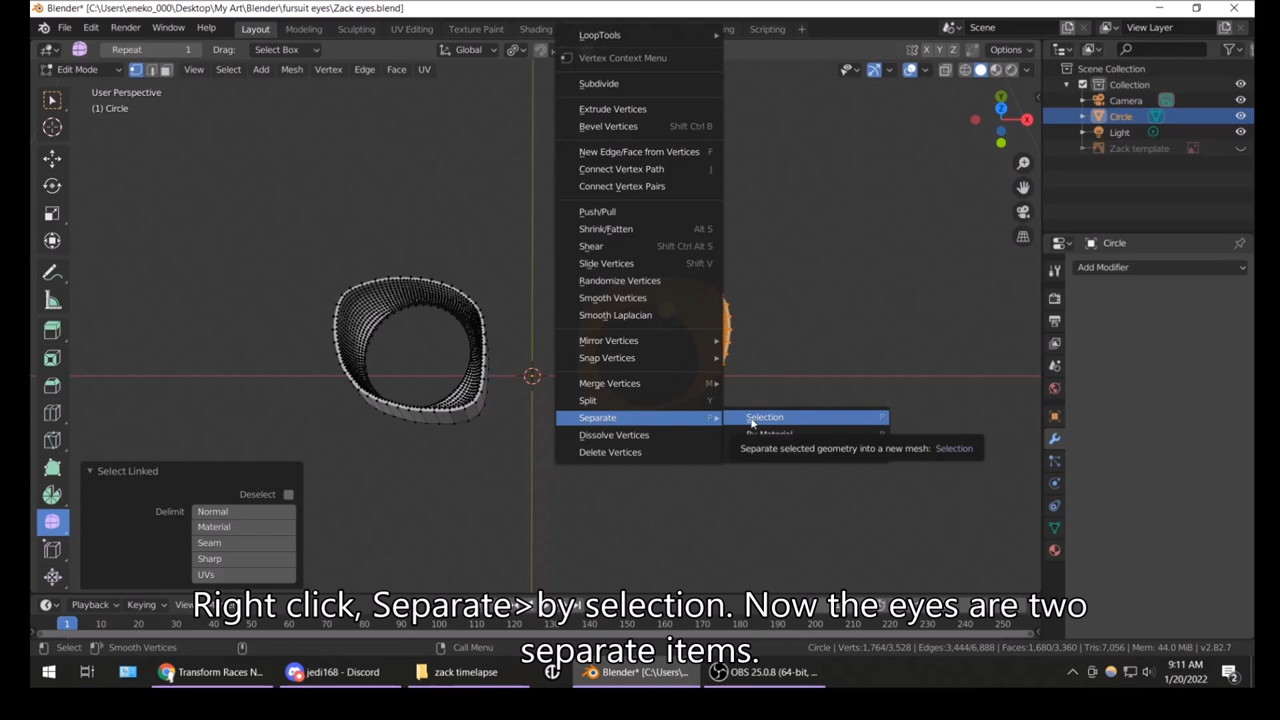 Blender* [C:\Users\eneko_000\Desktop\My Art\Blender\fursuit eyes\Zack eyes.blend]
File Edit Render Window Help Layout Modeling Sculpting UV Editing Texture Paint Shading Scripting + Scene View Layer
Repeat 1 Drag: Select Box Global X Y Z Options
Edit Mode View Select Add Mesh Vertex Edge Face UV
User Perspective
(1) Circle
LoopTools
Vertex Context Menu
Subdivide
Extrude Vertices
Bevel Vertices Shift Ctrl B
New Edge/Face from Vertices F
Connect Vertex Path J
Connect Vertex Pairs
Push/Pull
Shrink/Fatten Alt S
Shear Shift Ctrl Alt S
Slide Vertices Shift V
Randomize Vertices
Smooth Vertices
Smooth Laplacian
Mirror Vertices
Snap Vertices
Merge Vertices M
Split Y
Separate P
Dissolve Vertices
Delete Vertices
Selection P
By Material P
Separate selected geometry into a new mesh: Selection
Y
Z
X
Scene Collection
Collection
Camera
Circle
Light
Zack template
Circle
Add Modifier
Select Linked
Deselect
Delimit Normal
Material
Seam
Sharp
UVs
Right click, Separate>by selection. Now the eyes are two
separate items.
Playback Keying
Select Smooth Vertices Call Menu Circle | Verts:1,764/3,528 | Edges:3,444/6,888 | Faces:1,680/3,360 | Tris:7,056 | Mem: 44.0 MiB | v2.82.7
Transform Races N... jedi168 - Discord zack timelapse Blender* [C:\Users\... OBS 25.0.8 (64-bit, ... 9:11 AM
1/20/2022
2